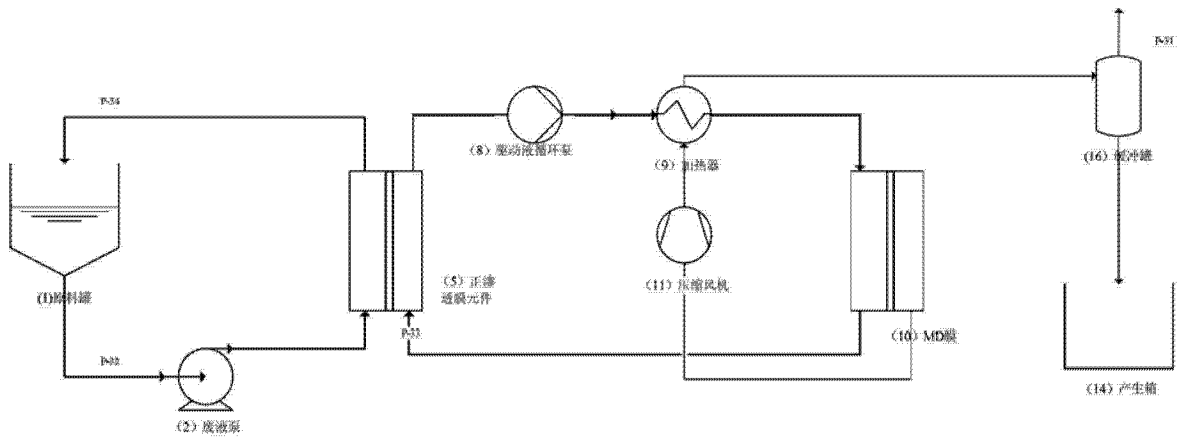 P-34
P-31
（8）驱动液循环泵
（9）加热器
（16）缓冲罐
（5）正渗
透膜元件
（11）压缩风机
(1)原料罐
P-33
（10）MD膜
P-32
（14）产生箱
（2）废液泵